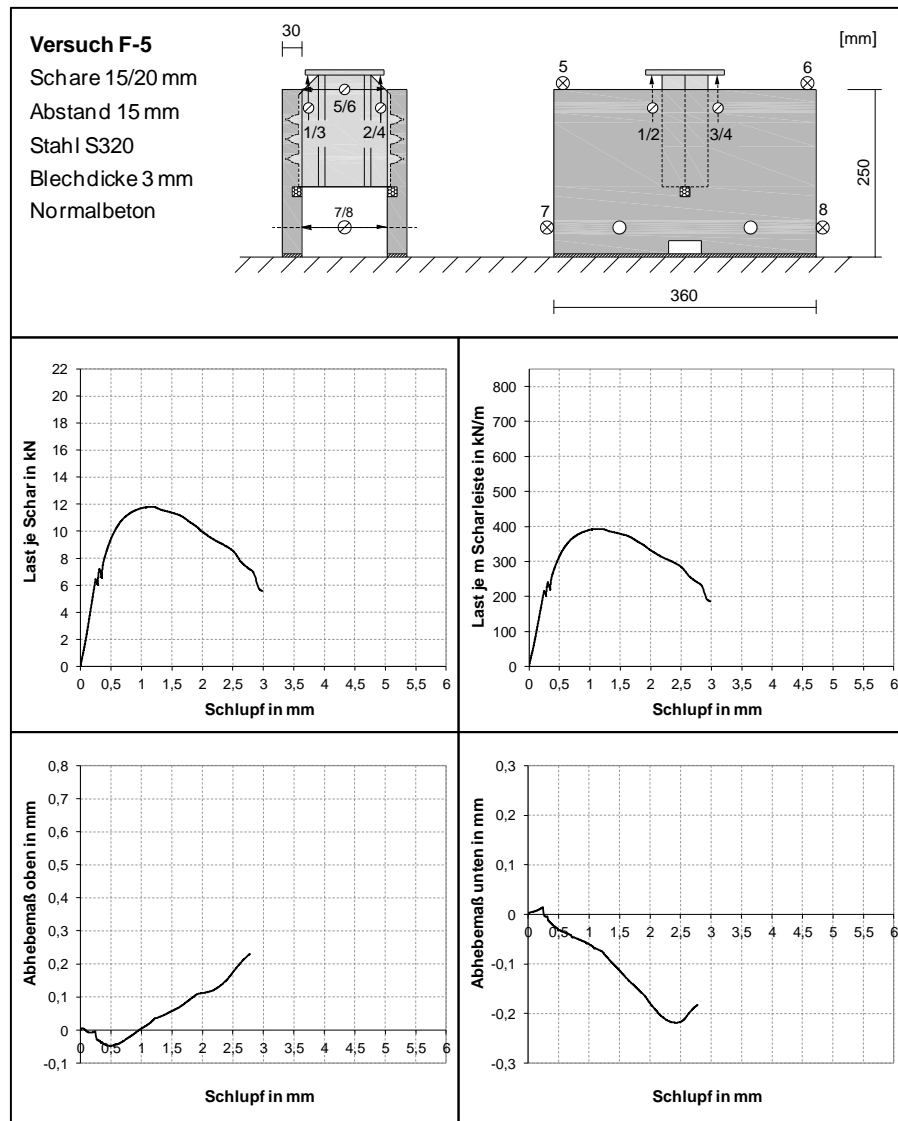 Versuch F-5
Schare 15/20 mm
Abstand 15 mm
Stahl S320
Blechdicke 3 mm
Normalbeton
30
[mm]
5
6
5/6
1/3
2/4
1/2
3/4
7/8
7
8
250
360
Last je Schar in kN
22
20
18
16
14
12
10
8
6
4
2
0
0 0,5 1 1,5 2 2,5 3 3,5 4 4,5 5 5,5 6
Schlupf in mm
Last je m Scharleiste in kN/m
800
700
600
500
400
300
200
100
0
0 0,5 1 1,5 2 2,5 3 3,5 4 4,5 5 5,5 6
Schlupf in mm
Abhebemaß oben in mm
0,8
0,7
0,6
0,5
0,4
0,3
0,2
0,1
0
-0,1
0 0,5 1 1,5 2 2,5 3 3,5 4 4,5 5 5,5 6
Schlupf in mm
Abhebemaß unten in mm
0,3
0,2
0,1
0
-0,1
-0,2
-0,3
0 0,5 1 1,5 2 2,5 3 3,5 4 4,5 5 5,5 6
Schlupf in mm